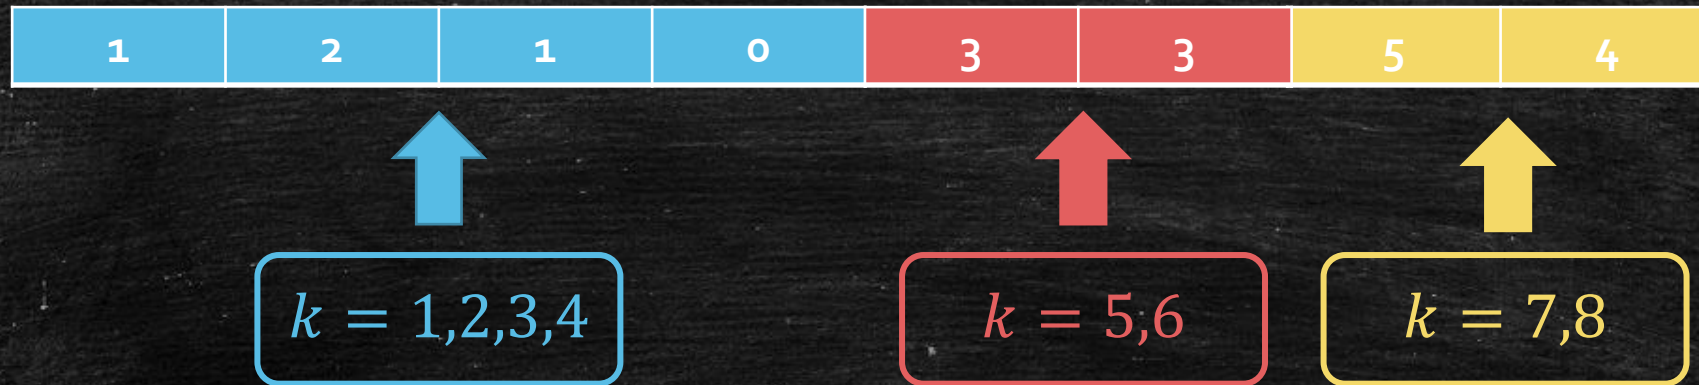 1 2 1 0 3 3 5 4
k = 1,2,3,4 k = 5,6 k = 7,8